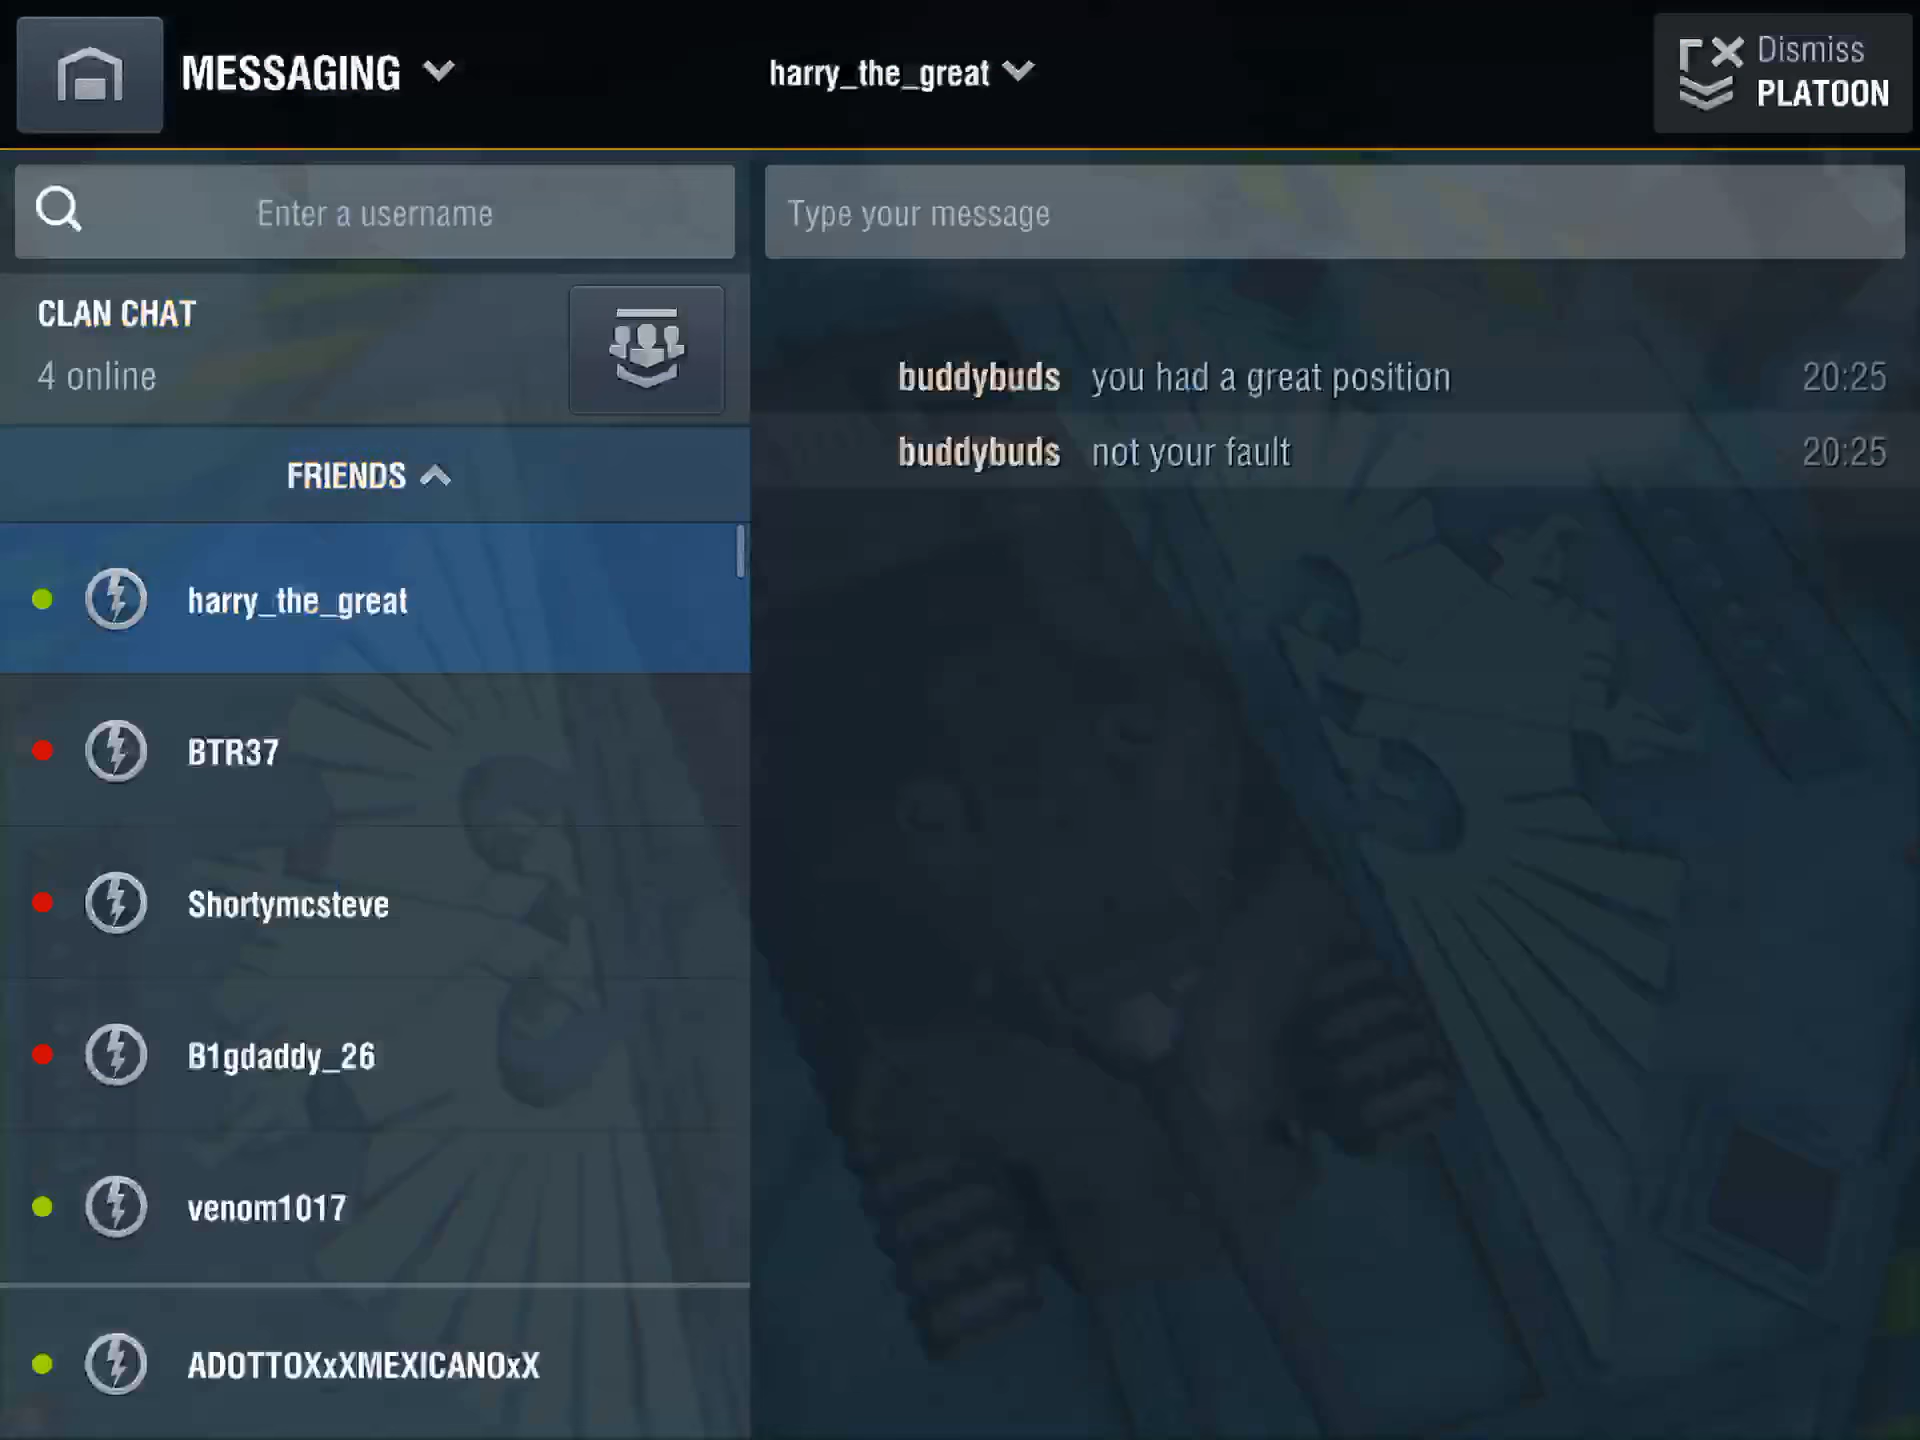 MESSAGING
harry_the_great
Dismiss
PLATOON
Enter a username
Type your message
CLAN CHAT
4 online
buddybuds you had a great position 20:25
buddybuds not your fault 20:25
FRIENDS
harry_the_great
BTR37
Shortymcsteve
B1gdaddy_26
venom1017
ADOTTOXxXMEXICANOxX